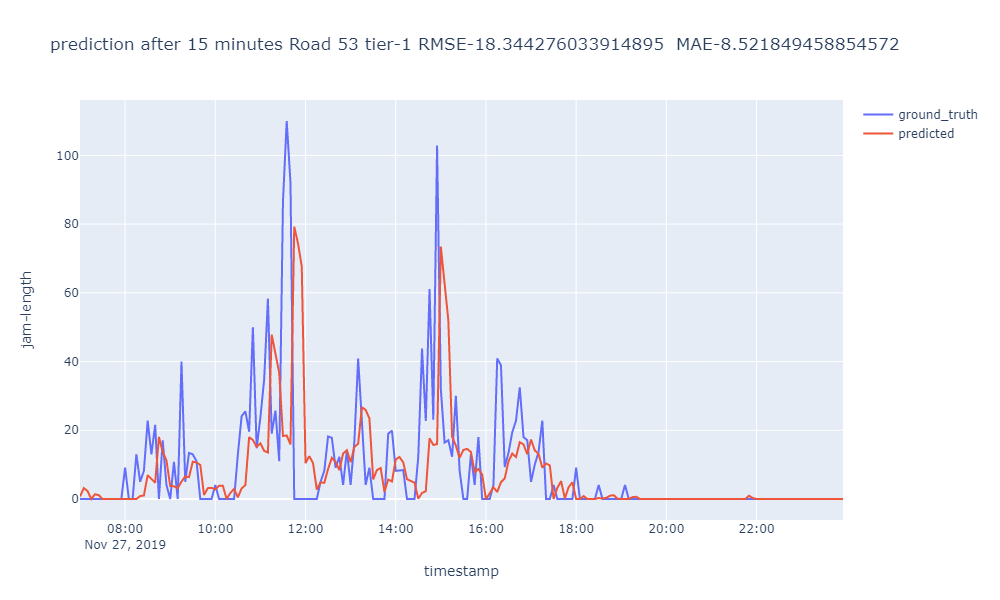 prediction after 15 minutes Road 53 tier-1 RMSE-18.344276033914895  MAE-8.521849458854572
ground_truth
predicted
jam-length
100
80
60
40
20
0
08:00 10:00 12:00 14:00 16:00 18:00 20:00 22:00
Nov 27, 2019
timestamp